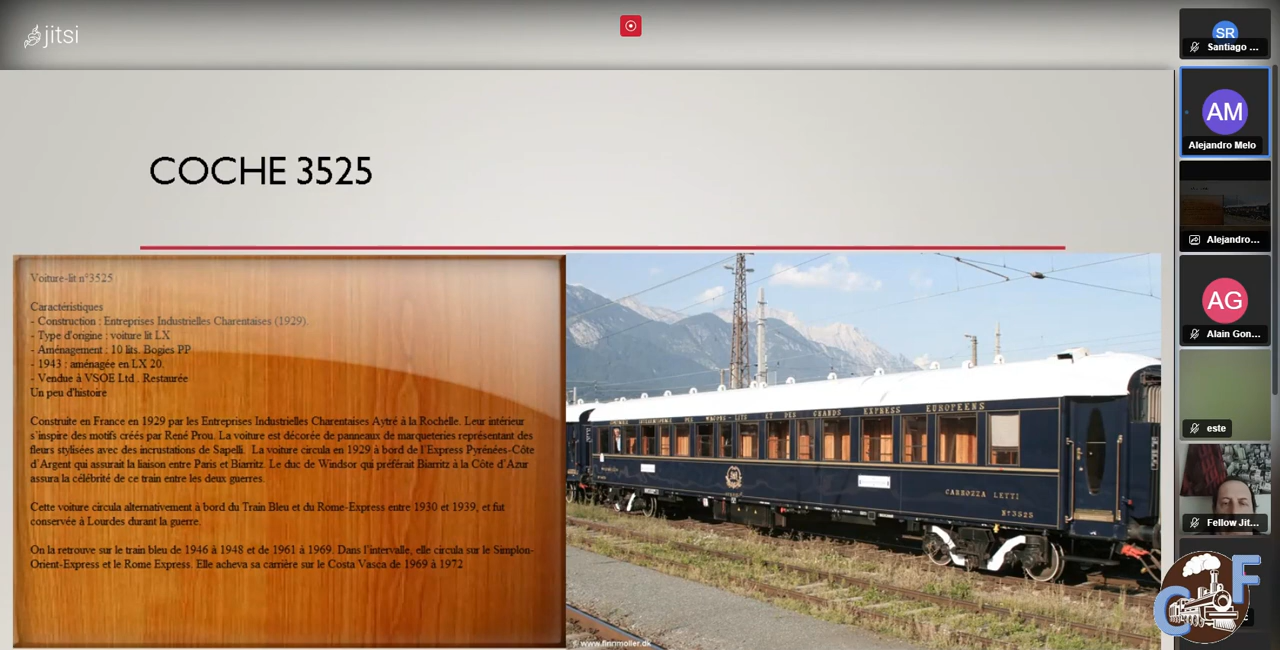 jitsi
COCHE 3525
Voiture-lit n°3525
Caractéristiques
- Construction : Entreprises Industrielles Charentaises (1929).
- Type d'origine : voiture lit LX
- Aménagement : 10 lits. Bogies PP
- 1943 : aménagée en LX 20.
- Vendue à VSOE Ltd . Restaurée
Un peu d'histoire
Construite en France en 1929 par les Entreprises Industrielles Charentaises Aytré à la Rochelle. Leur intérieur
s'inspire des motifs créés par René Prou. La voiture est décorée de panneaux de marqueteries représentant des
fleurs stylisées avec des incrustations de Sapelli. La voiture circula en 1929 à bord de l'Express Pyrénées-Côte
d'Argent qui assurait la liaison entre Paris et Biarritz. Le duc de Windsor qui préférait Biarritz à la Côte d'Azur
assura la célébrité de ce train entre les deux guerres.
Cette voiture circula alternativement à bord du Train Bleu et du Rome-Express entre 1930 et 1939, et fut
conservée à Lourdes durant la guerre.
On la retrouve sur le train bleu de 1946 à 1948 et de 1961 à 1969. Dans l'intervalle, elle circula sur le Simplon-
Orient-Express et le Rome Express. Elle acheva sa carrière sur le Costa Vasca de 1969 à 1972
WAGONS-LITS ET DES GRANDS EXPRESS EUROPEENS
CARROZZA LETTI
No 3525
© www.finnmoller.dk
SR
Santiago ...
AM
Alejandro Melo
Alejandro...
AG
Alain Gon...
este
Fellow Jit...
C F